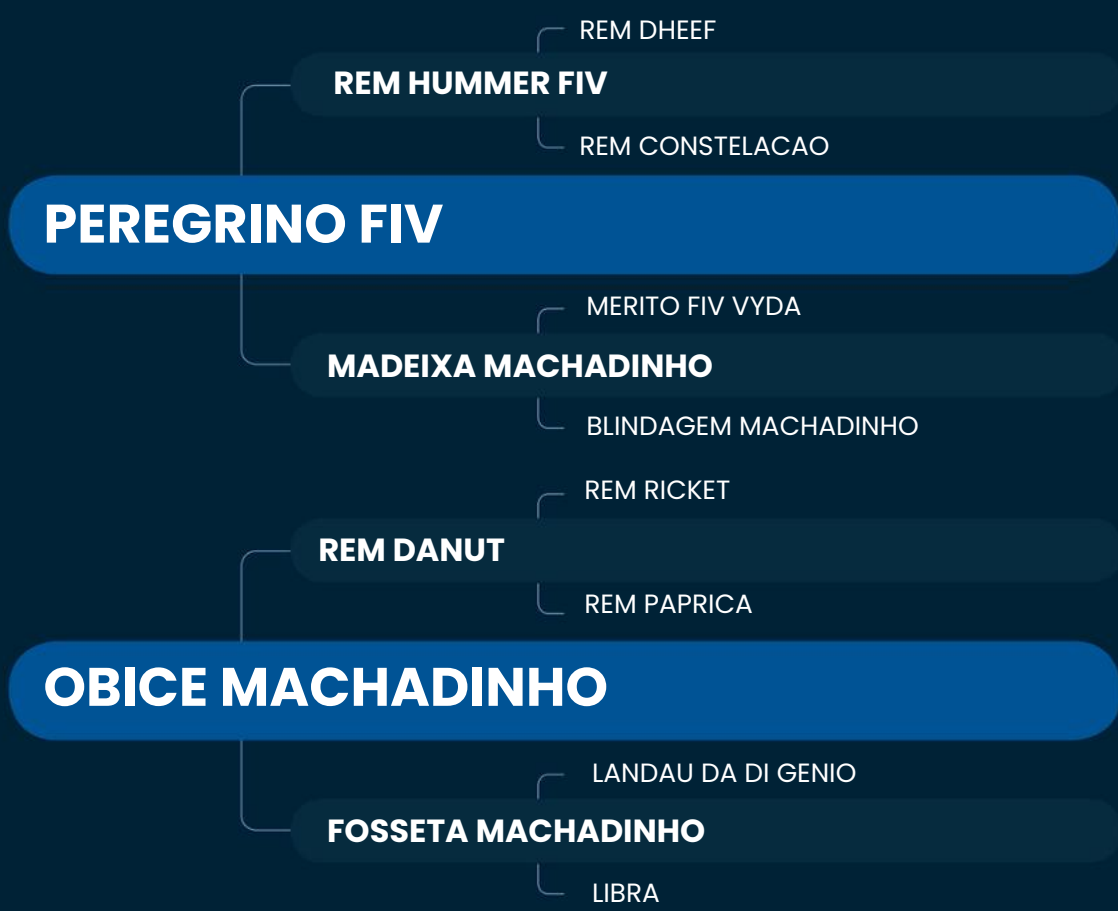 REM DHEEF
REM HUMMER FIV
REM CONSTELACAO
PEREGRINO FIV
MERITO FIV VYDA
MADEIXA MACHADINHO
BLINDAGEM MACHADINHO
REM RICKET
REM DANUT
REM PAPRICA
OBICE MACHADINHO
LANDAU DA DI GENIO
FOSSETA MACHADINHO
LIBRA